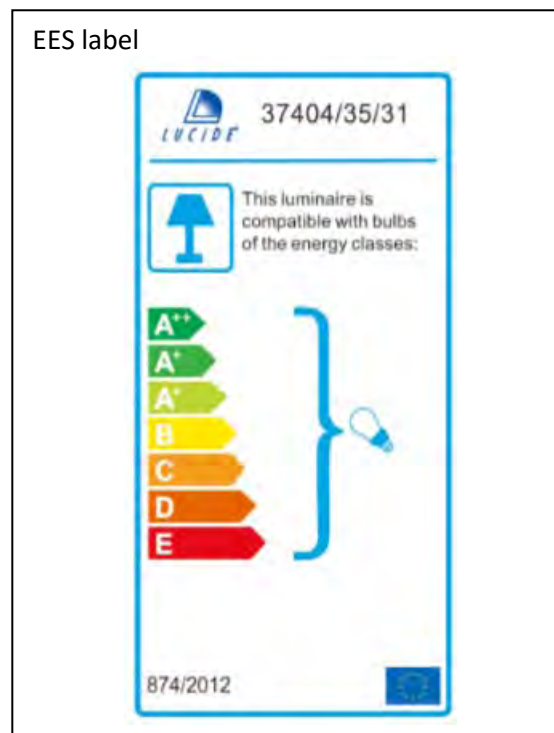 EES label
LUCIDE
37404/35/31
This luminaire is
compatible with bulbs
of the energy classes:
A++
A+
A+
B
C
D
E
874/2012